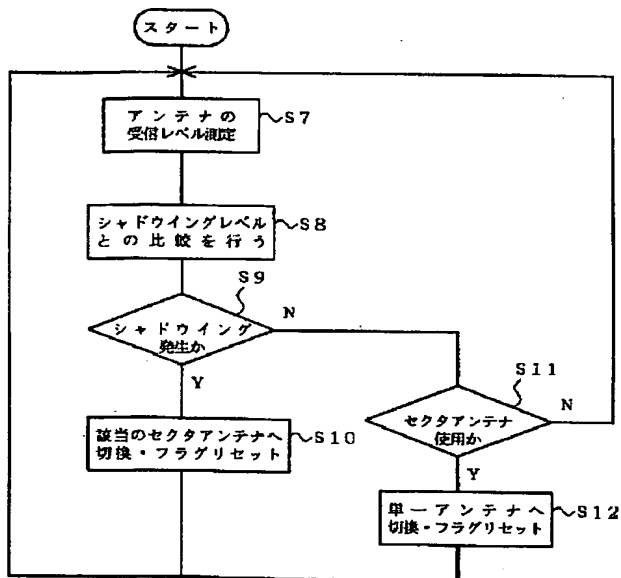 スタート
アンテナの
受信レベル測定
S7
シャドウイングレベル
との比較を行う
S8
S9
シャドウイング
発生か
N
Y
S11
セクタアンテナ
使用か
N
Y
該当のセクタアンテナへ
切換・フラグリセット
S10
単一アンテナへ
切換・フラグリセット
S12